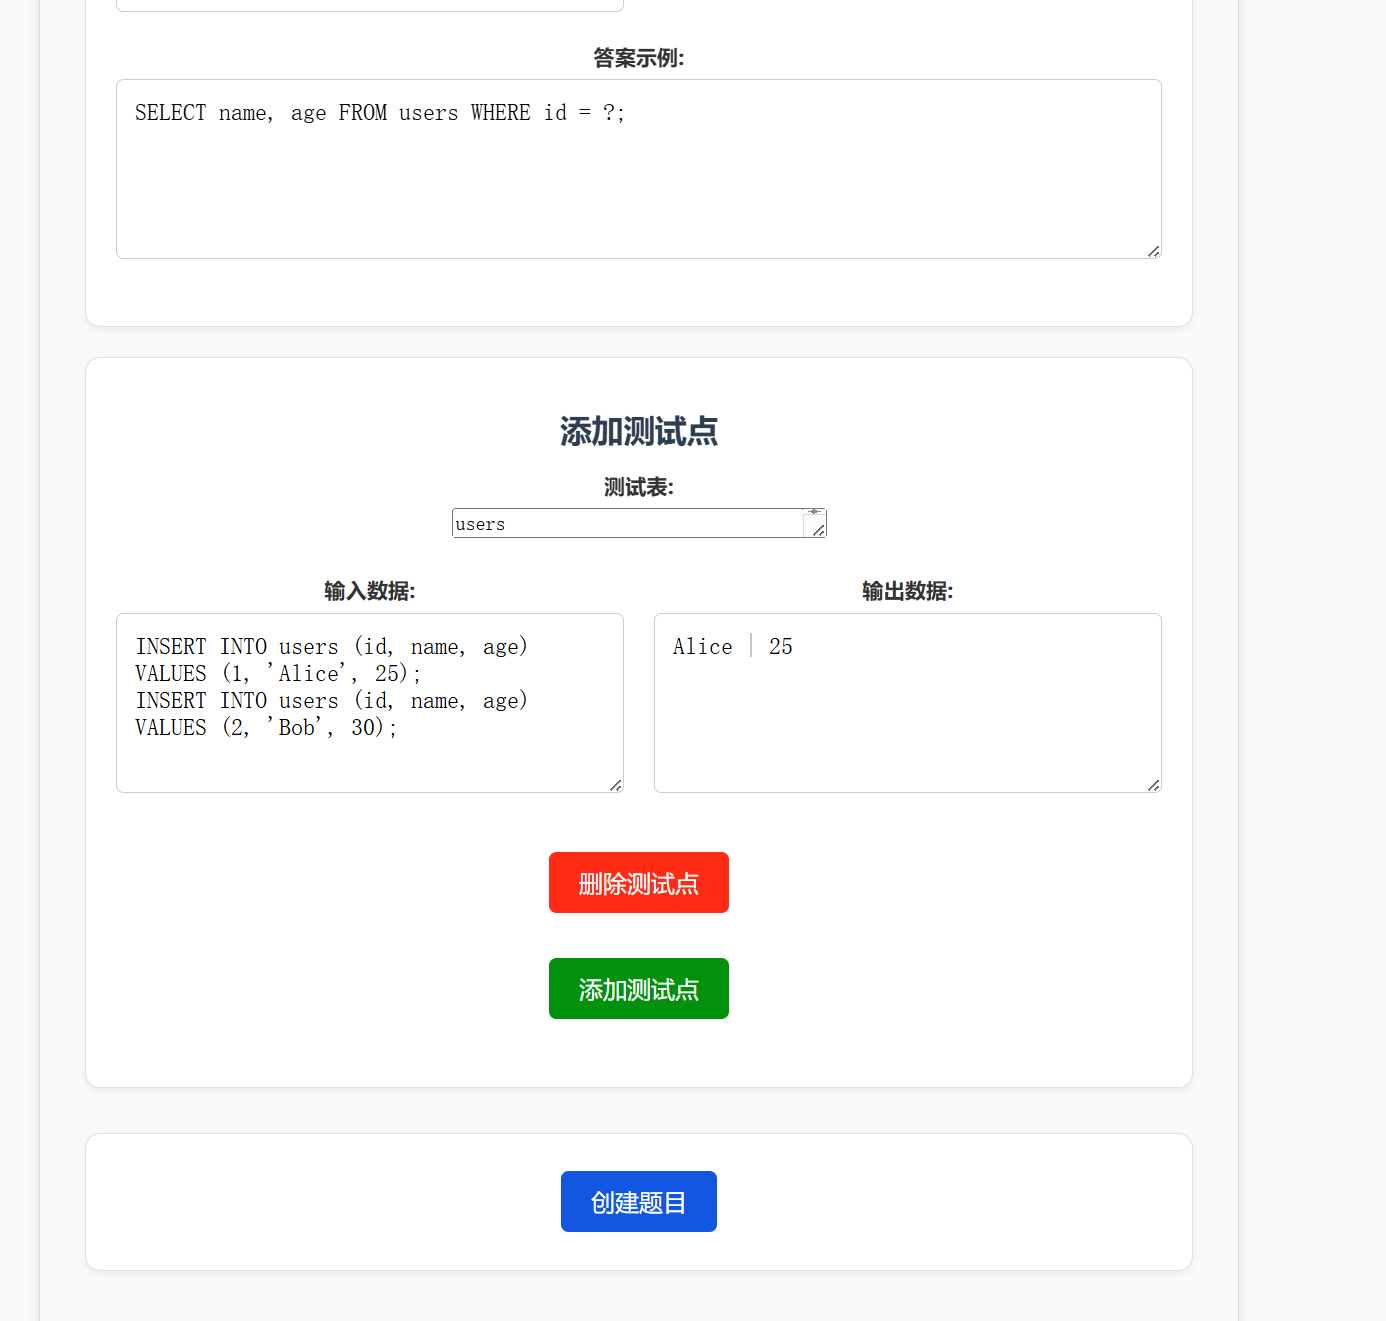 答案示例:
SELECT name, age FROM users WHERE id = ?;
添加测试点
测试表:
users
输入数据:
INSERT INTO users (id, name, age)
VALUES (1, 'Alice', 25);
INSERT INTO users (id, name, age)
VALUES (2, 'Bob', 30);
输出数据:
Alice | 25
删除测试点
添加测试点
创建题目